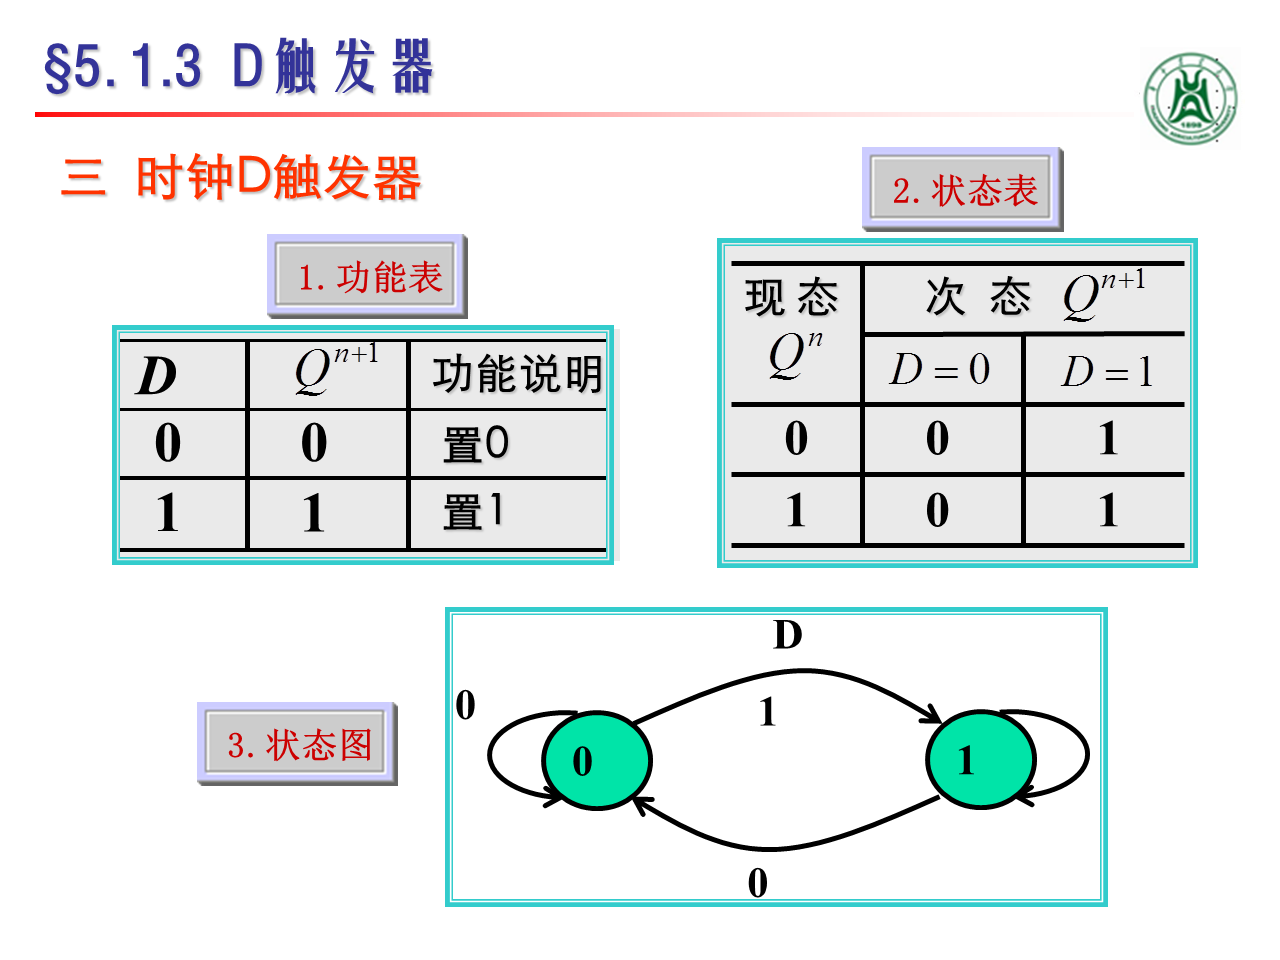 §5.1.3 D触发器
三 时钟D触发器
1.功能表
D Qⁿ⁺¹ 功能说明
0 0 置0
1 1 置1
2.状态表
现态 Qⁿ 次态 Qⁿ⁺¹
D=0 D=1
0 0 1
1 0 1
3.状态图
D
0
1
0
1
0